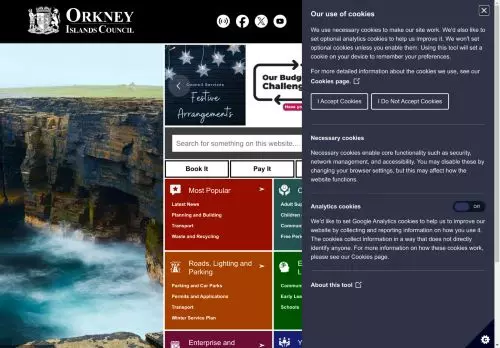 ORKNEY
ISLANDS COUNCIL
Council Services
Festive
Arrangements
Our Budg
Challeng
Have you
Search for something on this website...
Book It
Pay It
Most Popular
Latest News
Planning and Building
Transport
Waste and Recycling
C
Adult Sup
Children
Commun
Free Peri
Roads, Lighting and
Parking
Parking and Car Parks
Permits and Applications
Transport
Winter Service Plan
E
L
Commun
Early Lea
Schools
Enterprise and
Y
Our use of cookies
We use necessary cookies to make our site work. We'd also like to
set optional analytics cookies to help us improve it. We won't set
optional cookies unless you enable them. Using this tool will set a
cookie on your device to remember your preferences.
For more detailed information about the cookies we use, see our
Cookies page.
I Accept Cookies
I Do Not Accept Cookies
Necessary cookies
Necessary cookies enable core functionality such as security,
network management, and accessibility. You may disable these by
changing your browser settings, but this may affect how the
website functions.
Analytics cookies
Off
We'd like to set Google Analytics cookies to help us to improve our
website by collecting and reporting information on how you use it.
The cookies collect information in a way that does not directly
identify anyone. For more information on how these cookies work,
please see our Cookies page.
About this tool